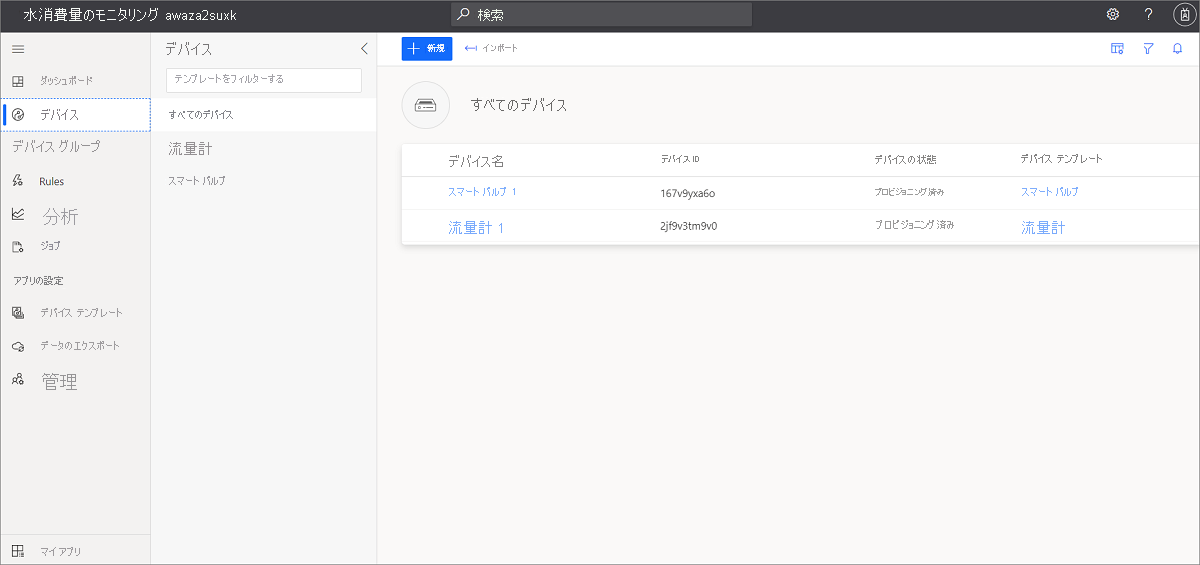 水消費量のモニタリング awaza2suxk
検索
?
ダッシュボード
デバイス
デバイス グループ
Rules
分析
ジョブ
アプリの設定
デバイス テンプレート
データのエクスポート
管理
マイ アプリ
デバイス
テンプレートをフィルターする
すべてのデバイス
流量計
スマート バルブ
新規
インポート
すべてのデバイス
デバイス名 デバイス ID デバイスの状態 デバイス テンプレート
スマート バルブ 1 167v9yxa6o プロビジョニング済み スマート バルブ
流量計 1 2jf9v3tm9v0 プロビジョニング済み 流量計